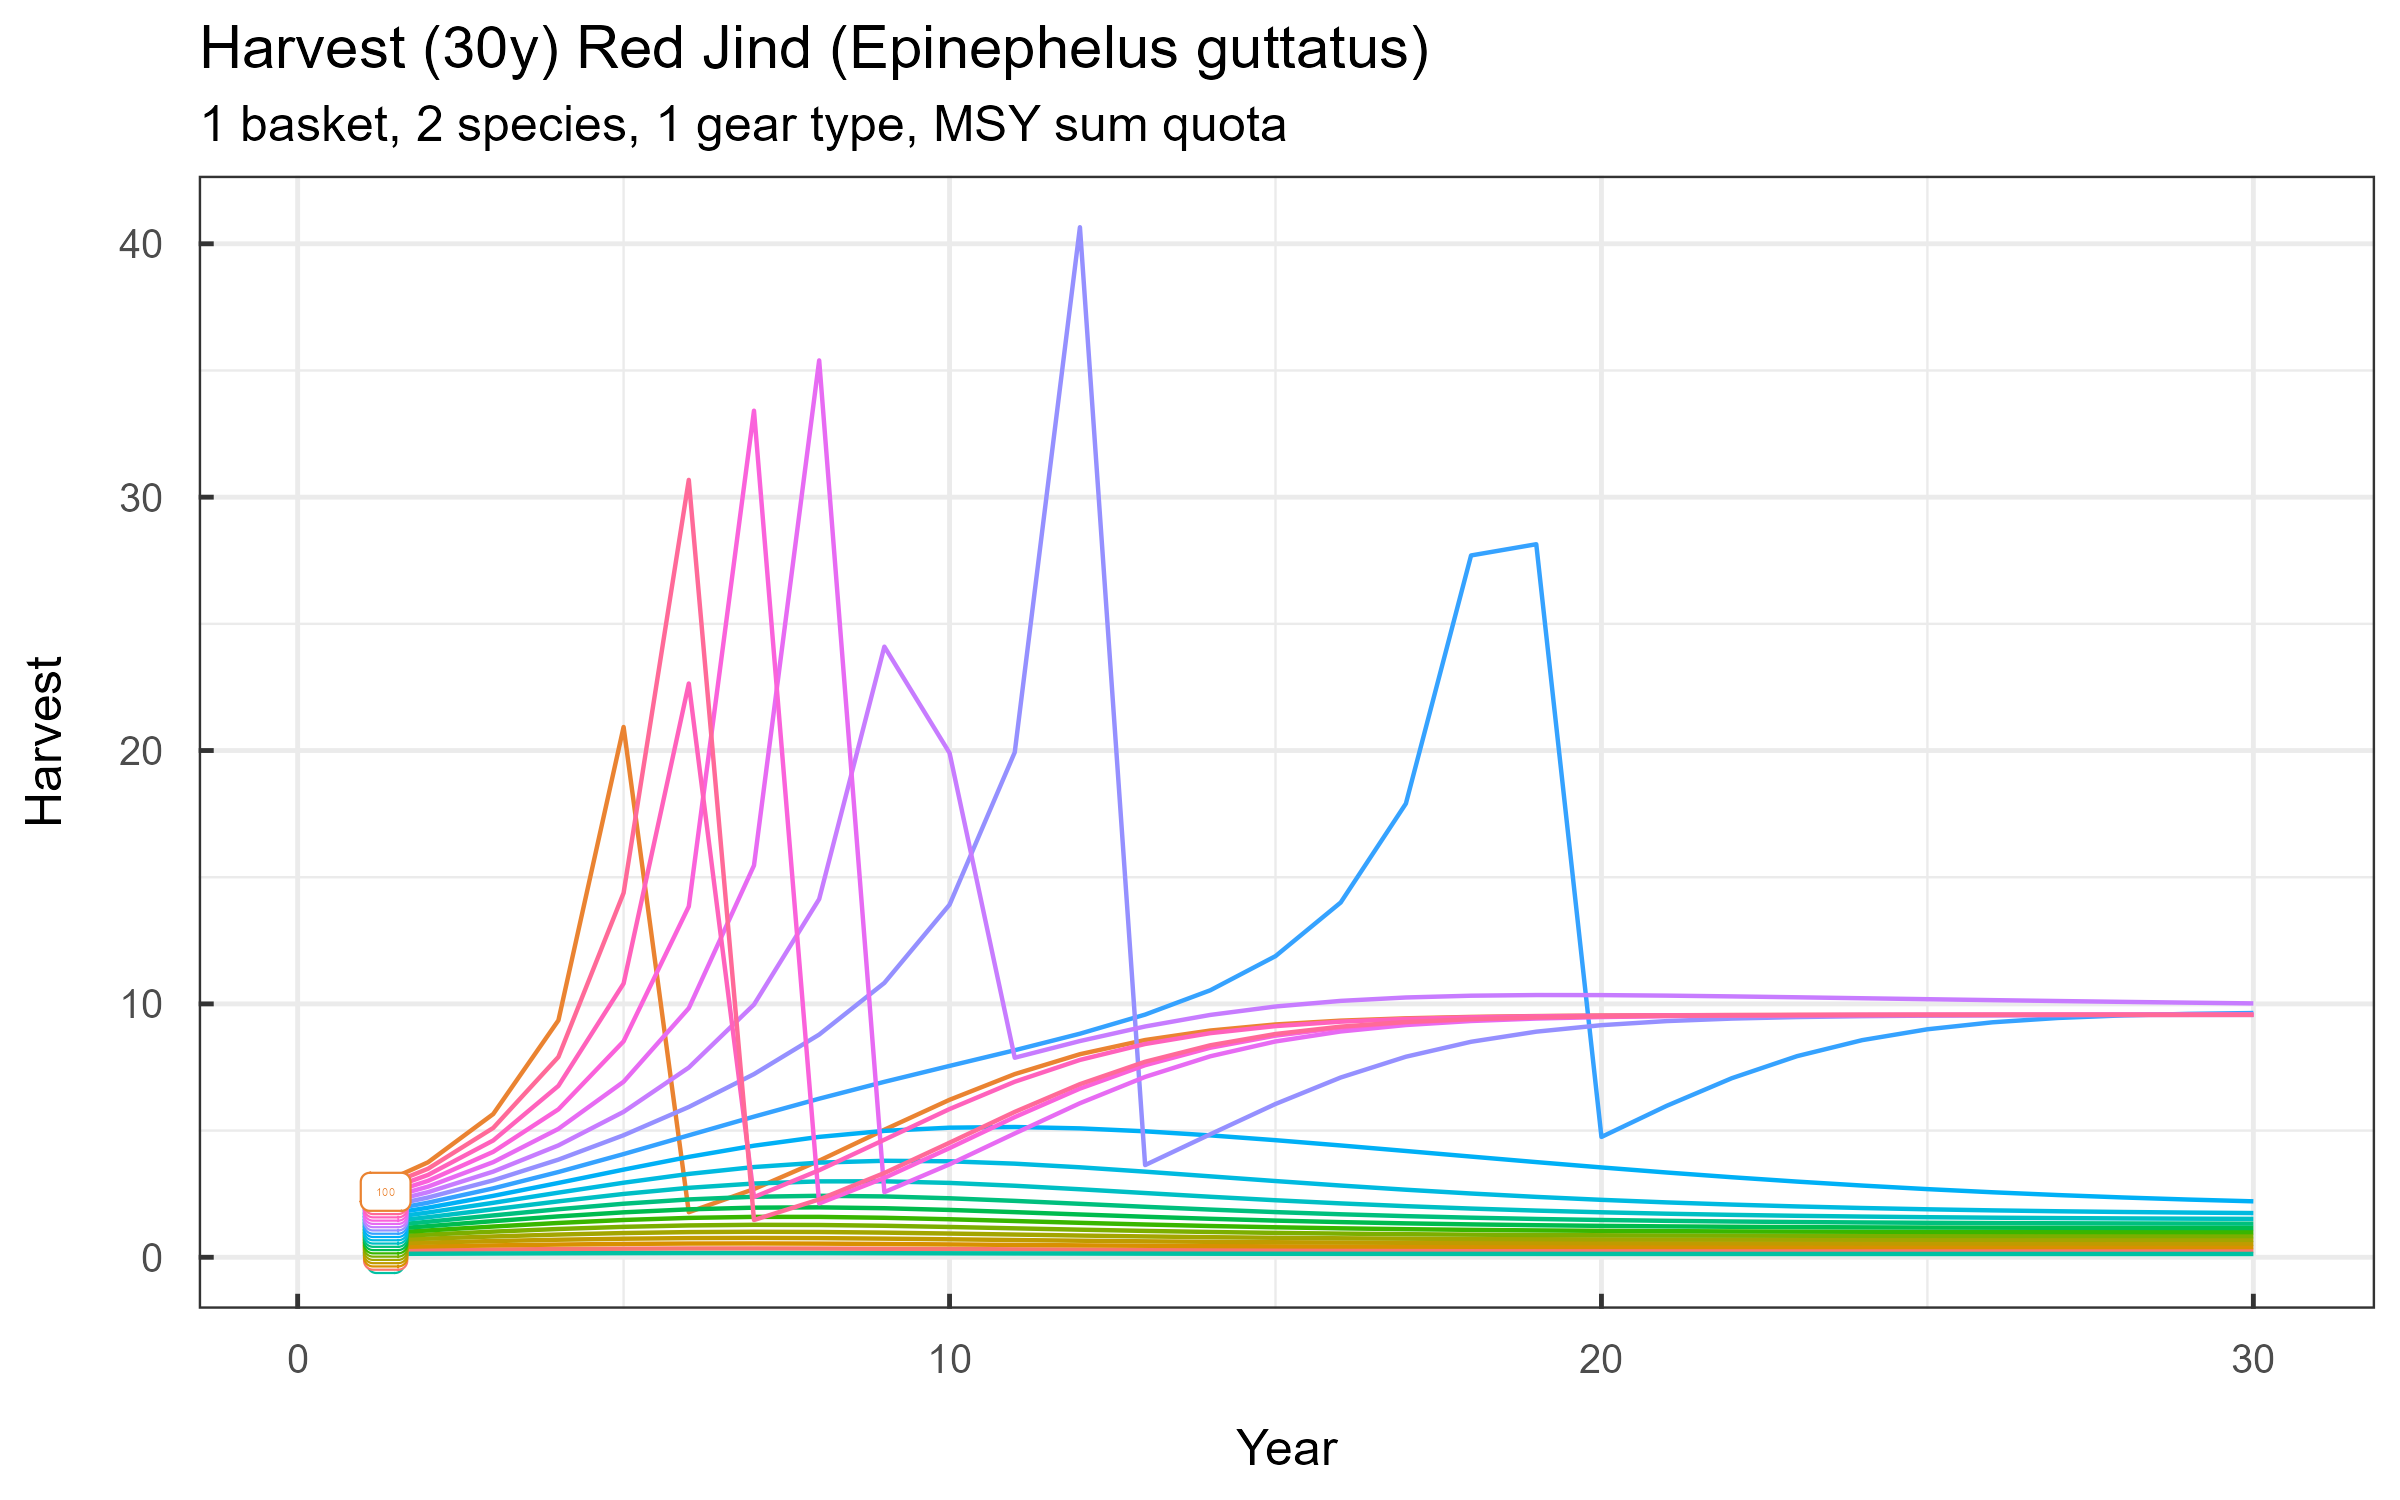 Harvest (30y) Red Jind (Epinephelus guttatus)
1 basket, 2 species, 1 gear type, MSY sum quota
40
30
20
10
0
Harvest
100
0 10 20 30
Year